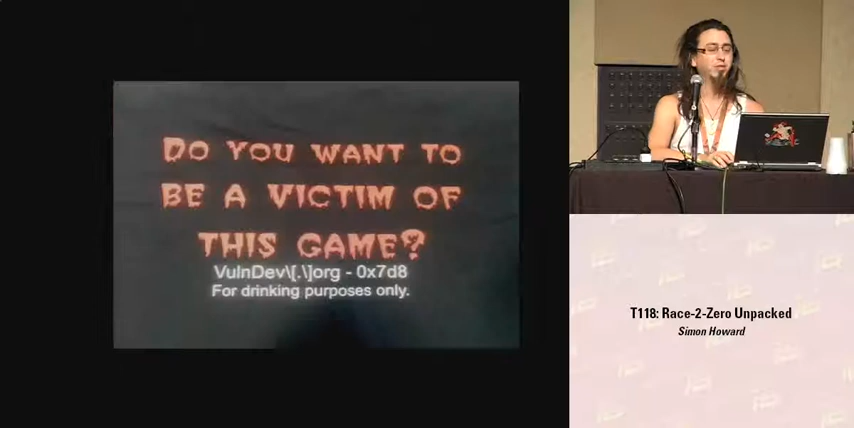 DO YOU WANT TO
BE A VICTIM OF
THIS GAME?
VulnDev\[.\]org - 0x7d8
For drinking purposes only.
T118: Race-2-Zero Unpacked
Simon Howard